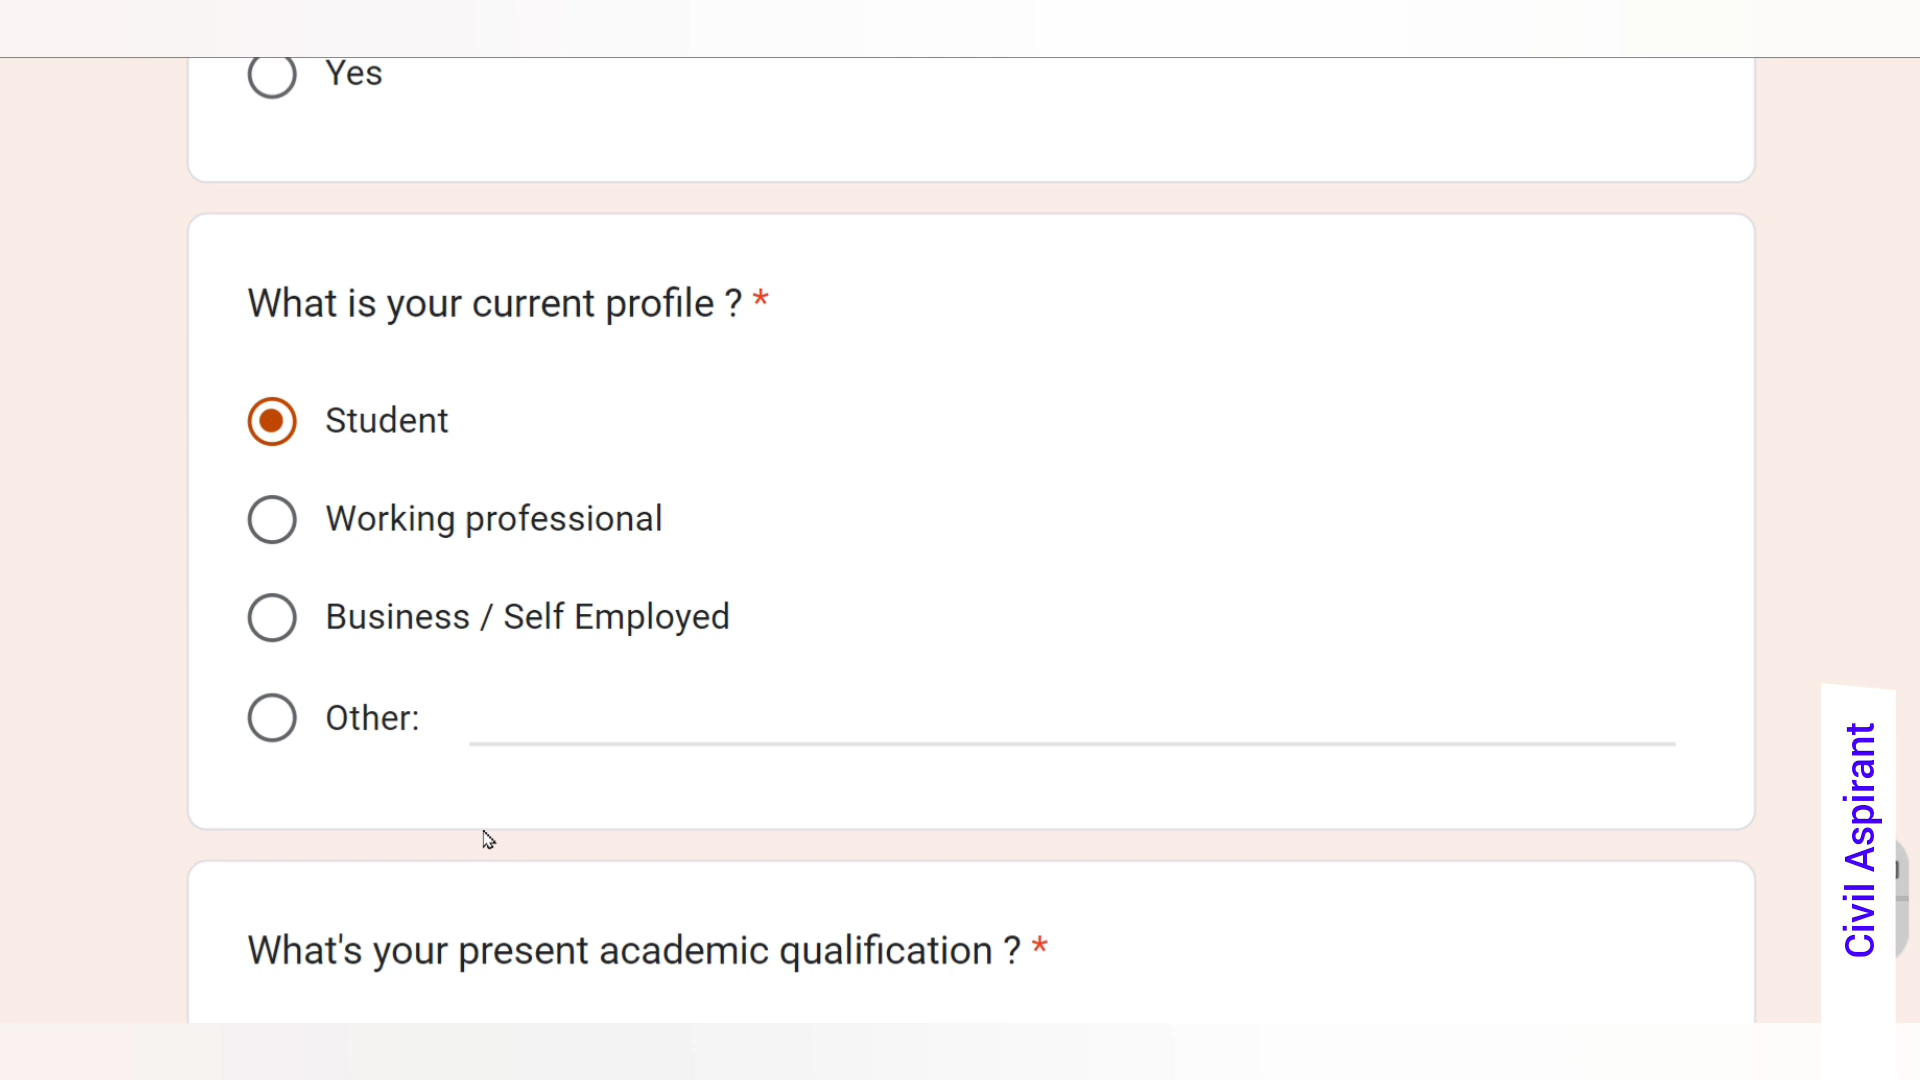 Yes
What is your current profile ? *
Student
Working professional
Business / Self Employed
Other:
What's your present academic qualification ? *
Civil Aspirant